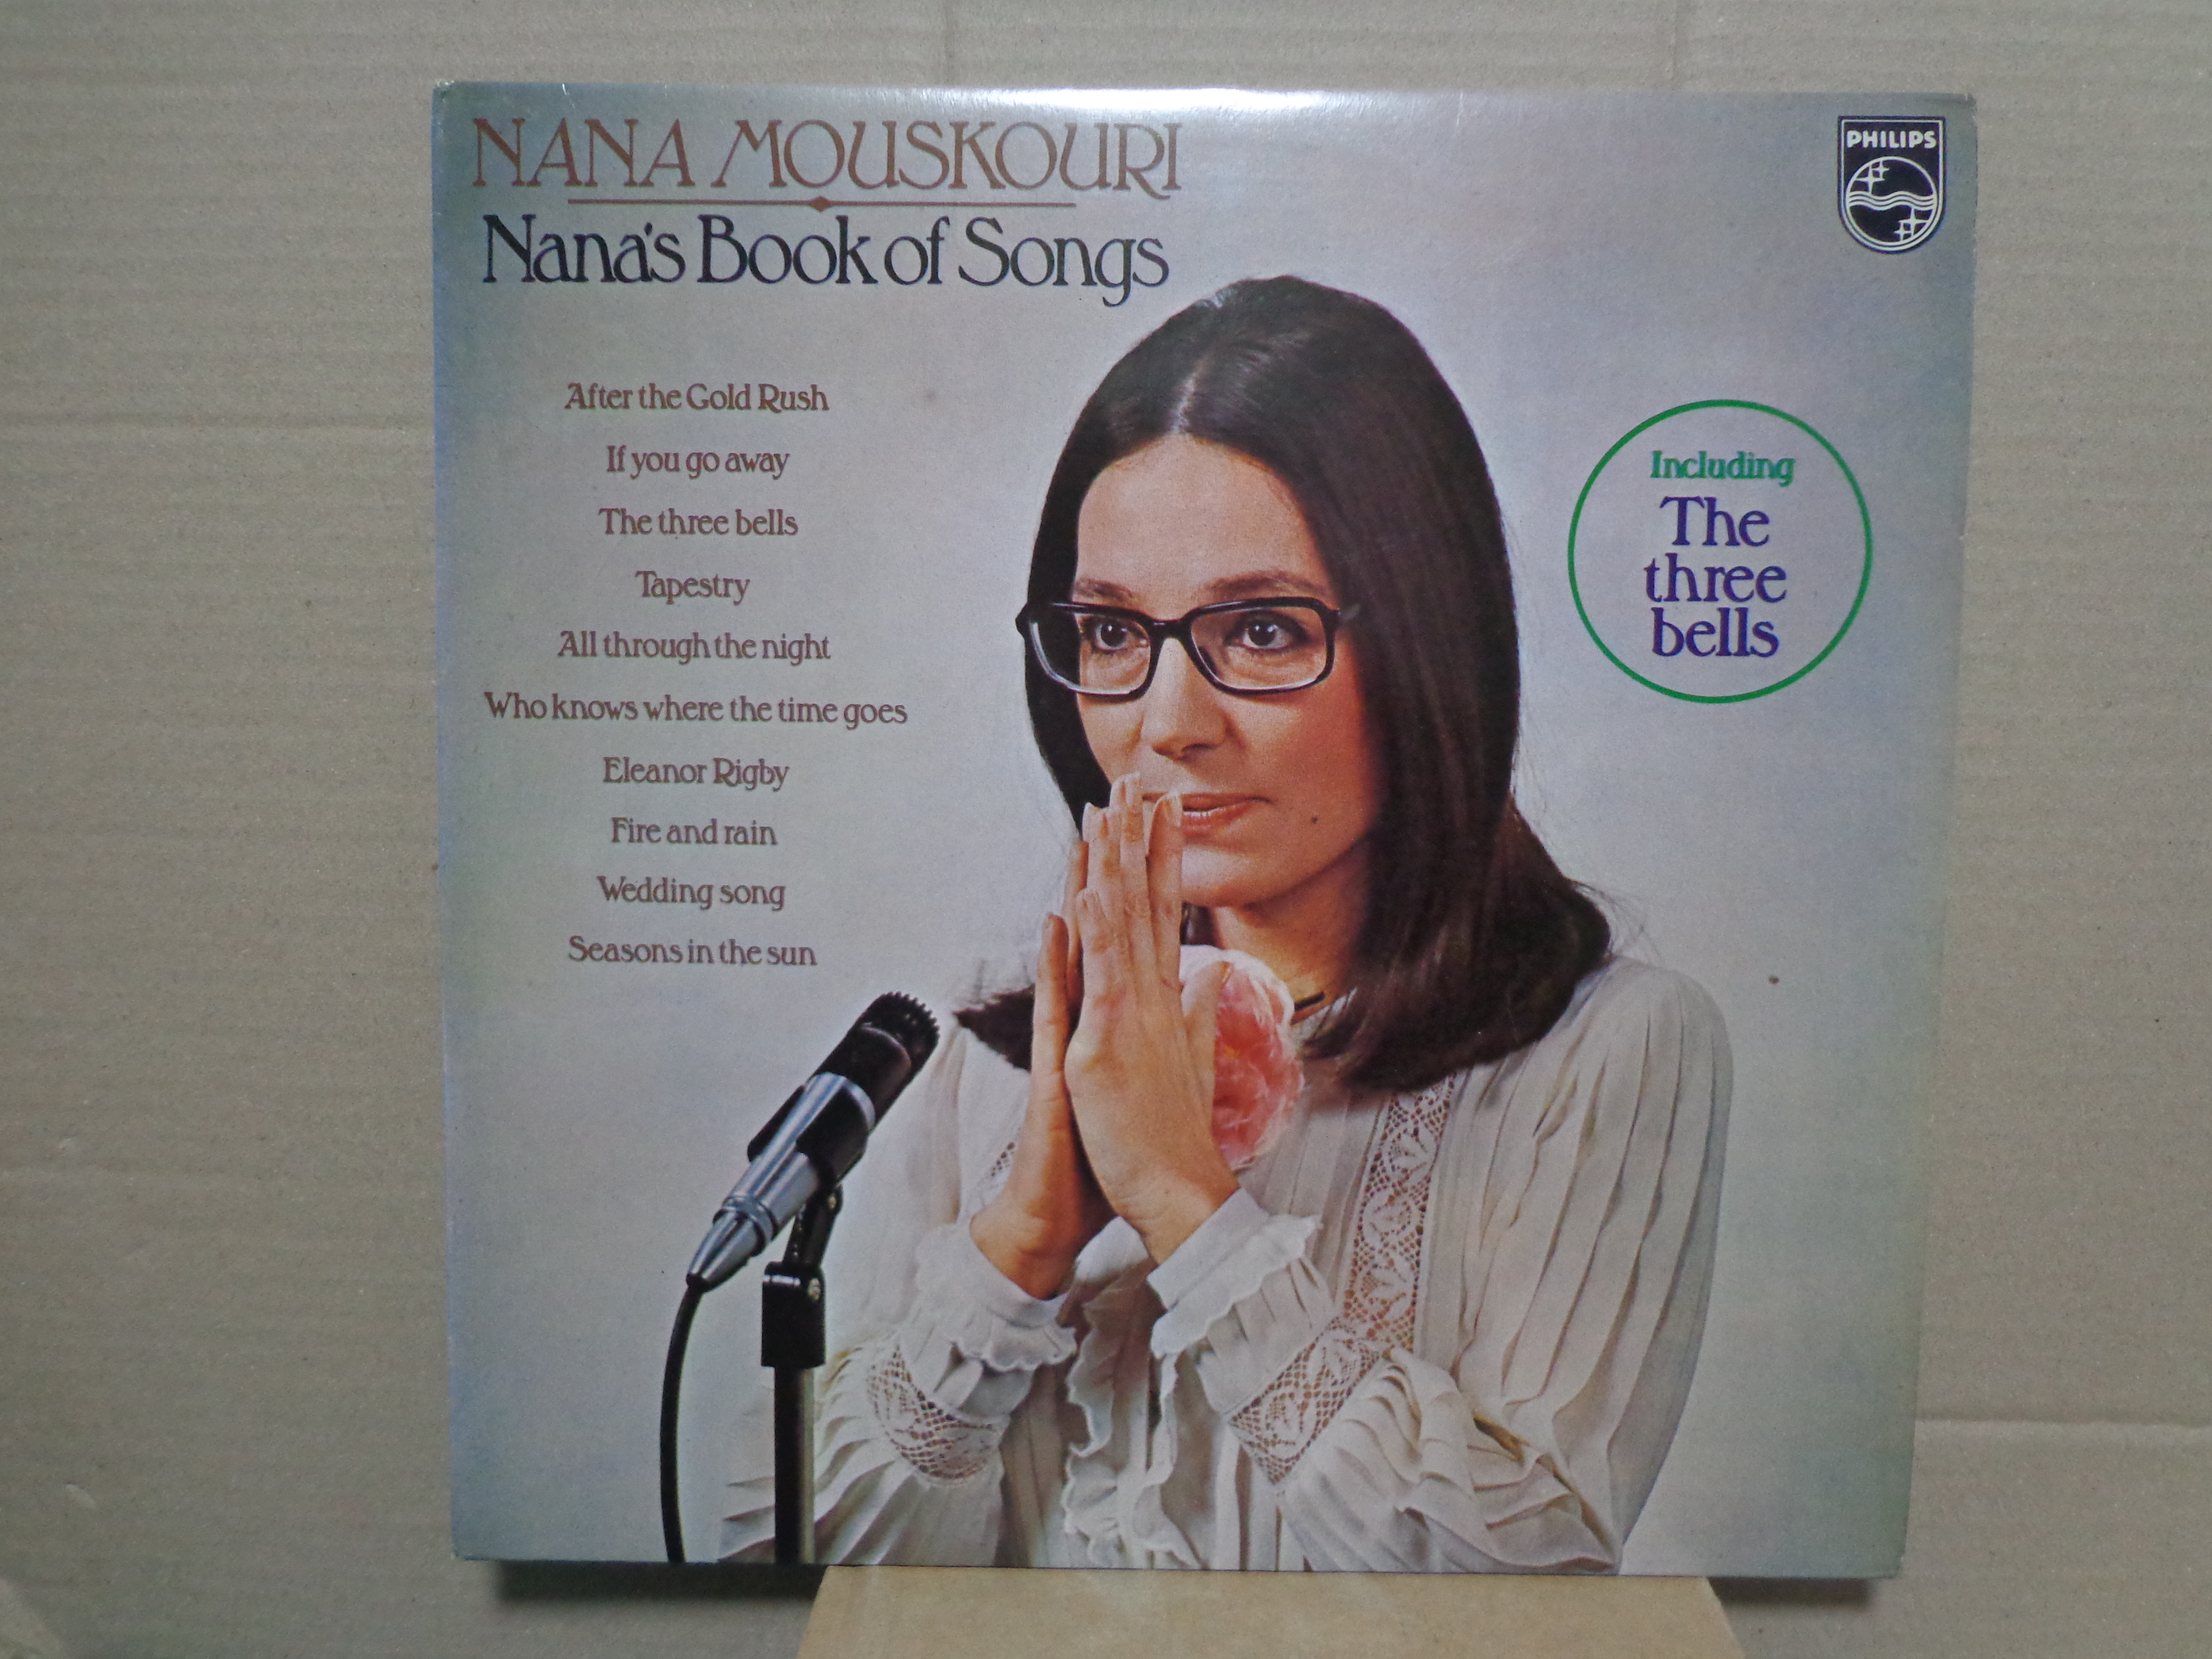 NANA MOUSKOURI
Nana's Book of Songs
PHILIPS
After the Gold Rush
If you go away
The three bells
Tapestry
All through the night
Who knows where the time goes
Eleanor Rigby
Fire and rain
Wedding song
Seasons in the sun
Including
The
three
bells